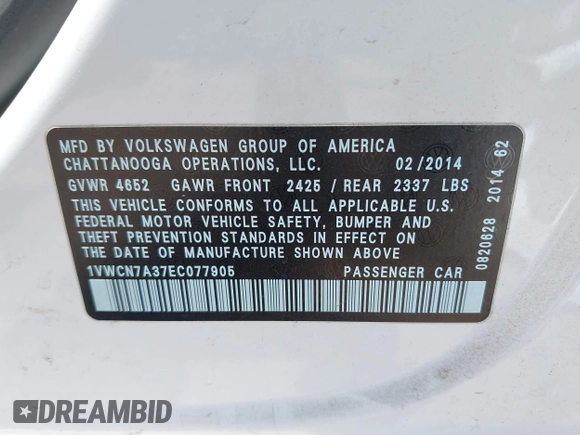 MFD BY VOLKSWAGEN GROUP OF AMERICA
CHATTANOOGA OPERATIONS, LLC. 02/2014
GVWR 4652 GAWR FRONT 2425 / REAR 2337 LBS
THIS VEHICLE CONFORMS TO ALL APPLICABLE U.S.
FEDERAL MOTOR VEHICLE SAFETY, BUMPER AND
THEFT PREVENTION STANDARDS IN EFFECT ON
THE DATE OF MANUFACTURE SHOWN ABOVE.
1VWCN7A37EC077905 PASSENGER CAR
0820628 2014 62
DREAMBID